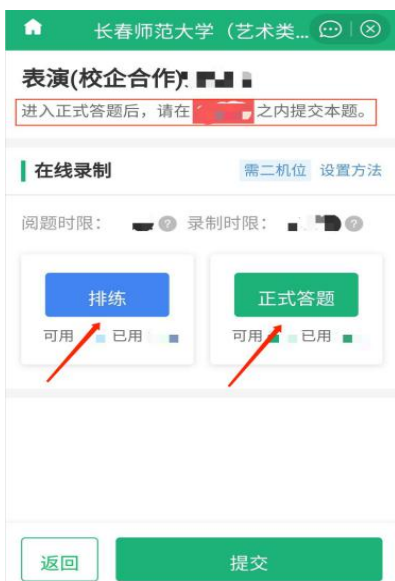 长春师范大学（艺术类...
表演(校企合作):
进入正式答题后，请在 之内提交本题。
在线录制 需二机位 设置方法
阅题时限： ? 录制时限： ?
排练 正式答题
可用 已用 可用 已用
返回 提交